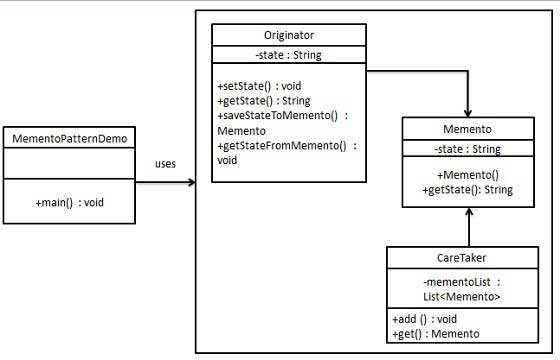 Originator
-state : String
+setState() : void
+getState() : String
+saveStateToMemento() :
Memento
+getStateFromMemento() :
void
Memento
-state : String
+Memento()
+getState(): String
MementoPatternDemo
+main() : void
uses
CareTaker
-mementoList :
List<Memento>
+add () : void
+get() : Memento